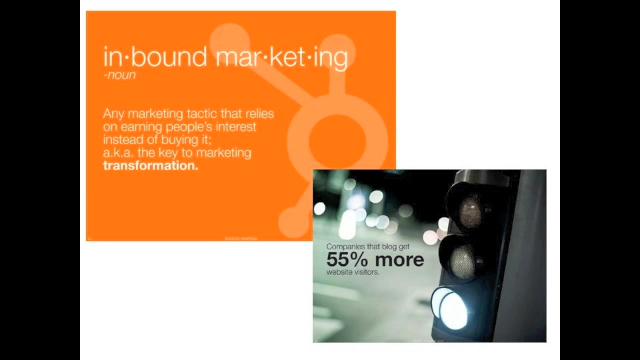 in·bound mar·ket·ing
-noun
Any marketing tactic that relies
on earning people's interest
instead of buying it;
a.k.a. the key to marketing
transformation.
Companies that blog get
55% more
website visitors.